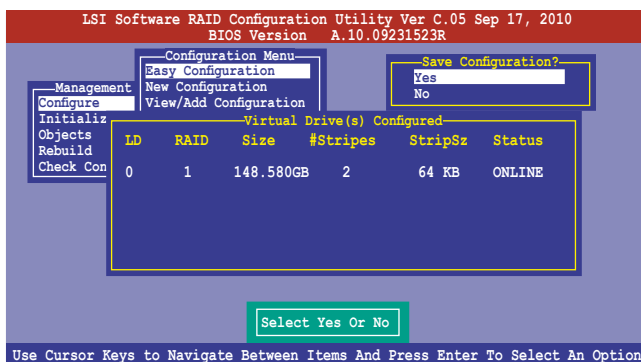 LSI Software RAID Configuration Utility Ver C.05 Sep 17, 2010
BIOS Version A.10.09231523R
Configuration Menu
Easy Configuration
New Configuration
View/Add Configuration
Save Configuration?
Yes
No
Management
Configure
Initializ
Objects
Rebuild
Check Con
Virtual Drive(s) Configured
LD RAID Size #Stripes StripSz Status
0 1 148.580GB 2 64 KB ONLINE
Select Yes Or No
Use Cursor Keys to Navigate Between Items And Press Enter To Select An Option